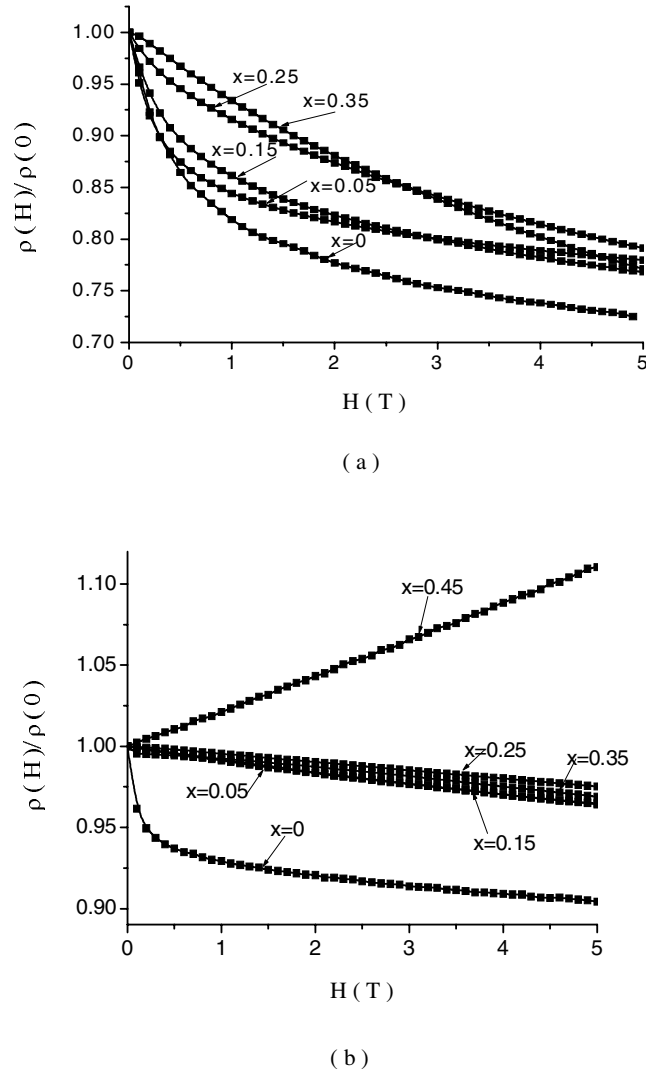 1.00
0.95
0.90
0.85
0.80
0.75
0.70
ρ(H)/ρ(0)
x=0.25
x=0.35
x=0.15
x=0.05
x=0
0 1 2 3 4 5
H(T)
(a)
1.10
1.05
1.00
0.95
0.90
ρ(H)/ρ(0)
x=0.45
x=0.25
x=0.35
x=0.05
x=0.15
x=0
0 1 2 3 4 5
H(T)
(b)